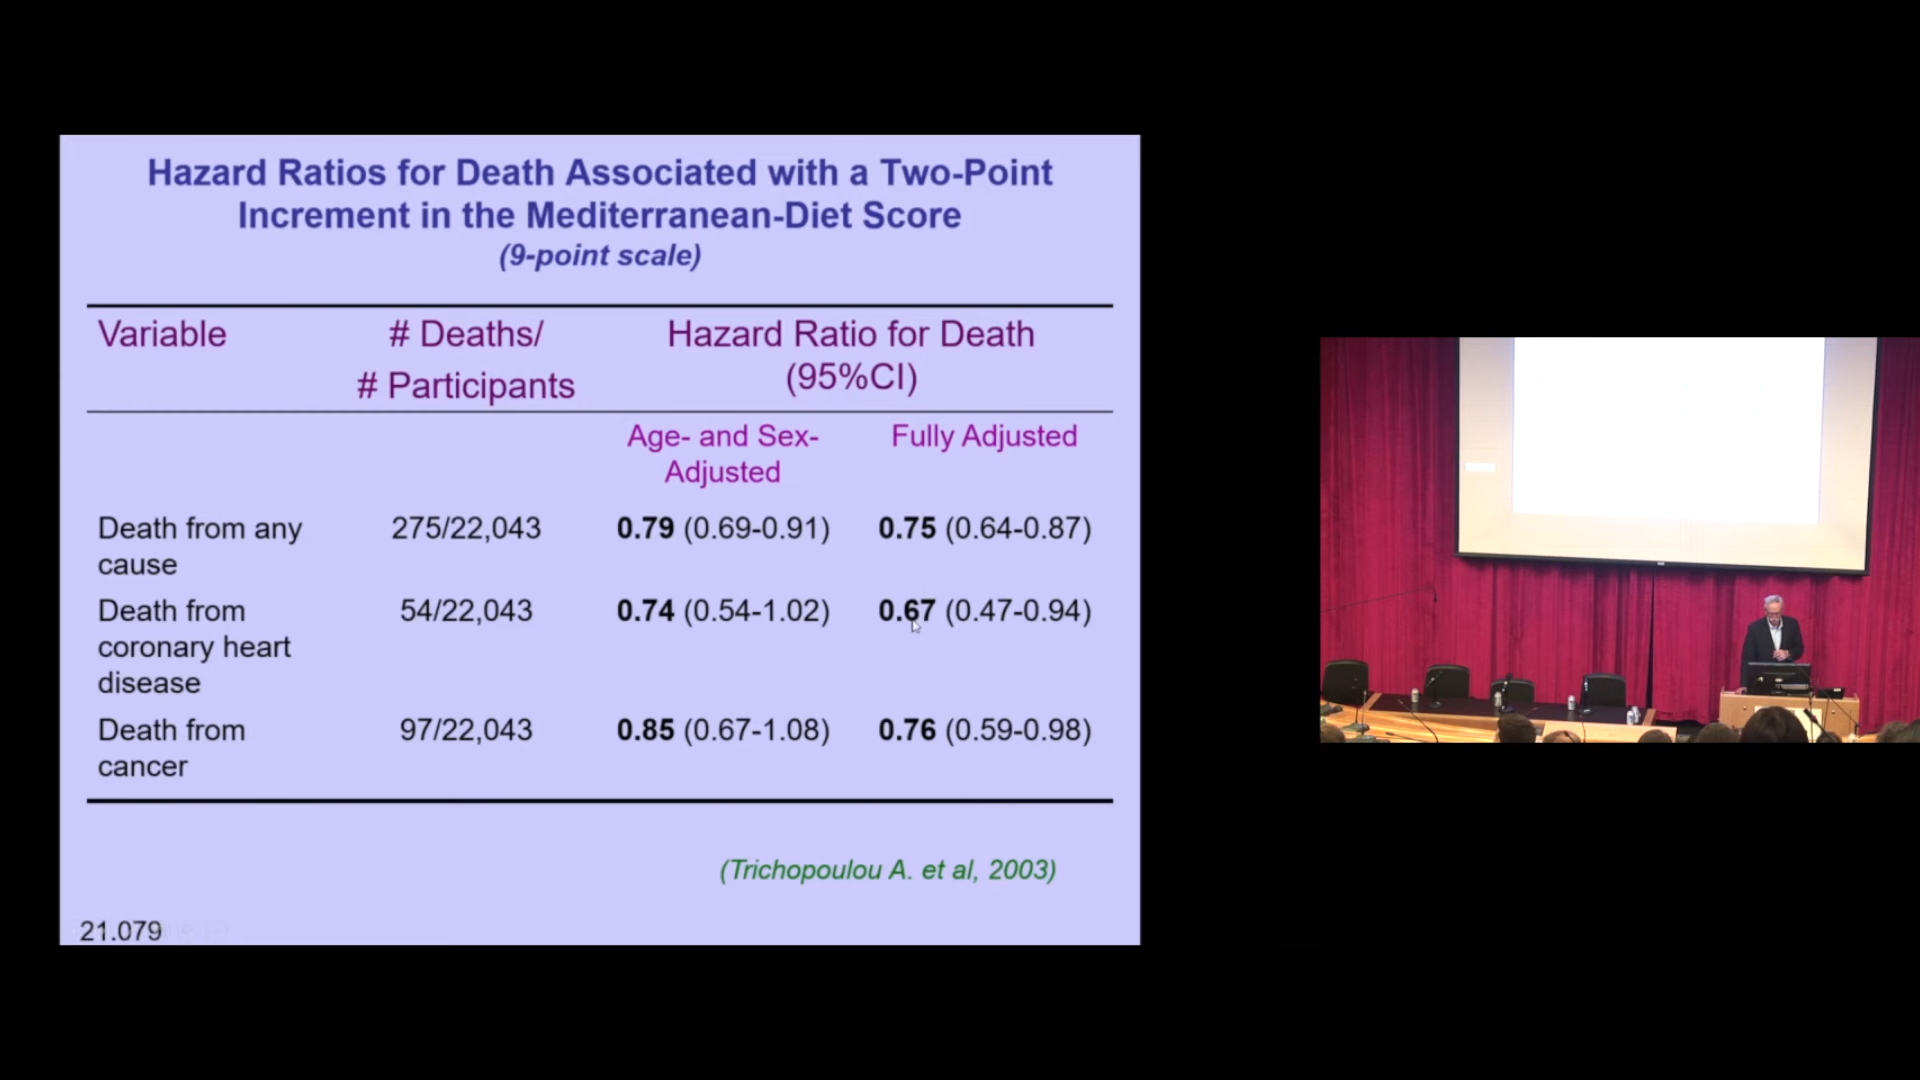 Hazard Ratios for Death Associated with a Two-Point
Increment in the Mediterranean-Diet Score
(9-point scale)
Variable
# Deaths/
# Participants
Hazard Ratio for Death
(95%CI)
Age- and Sex-
Adjusted
Fully Adjusted
Death from any
cause
275/22,043
0.79 (0.69-0.91)
0.75 (0.64-0.87)
Death from
coronary heart
disease
54/22,043
0.74 (0.54-1.02)
0.67 (0.47-0.94)
Death from
cancer
97/22,043
0.85 (0.67-1.08)
0.76 (0.59-0.98)
(Trichopoulou A. et al, 2003)
21.079